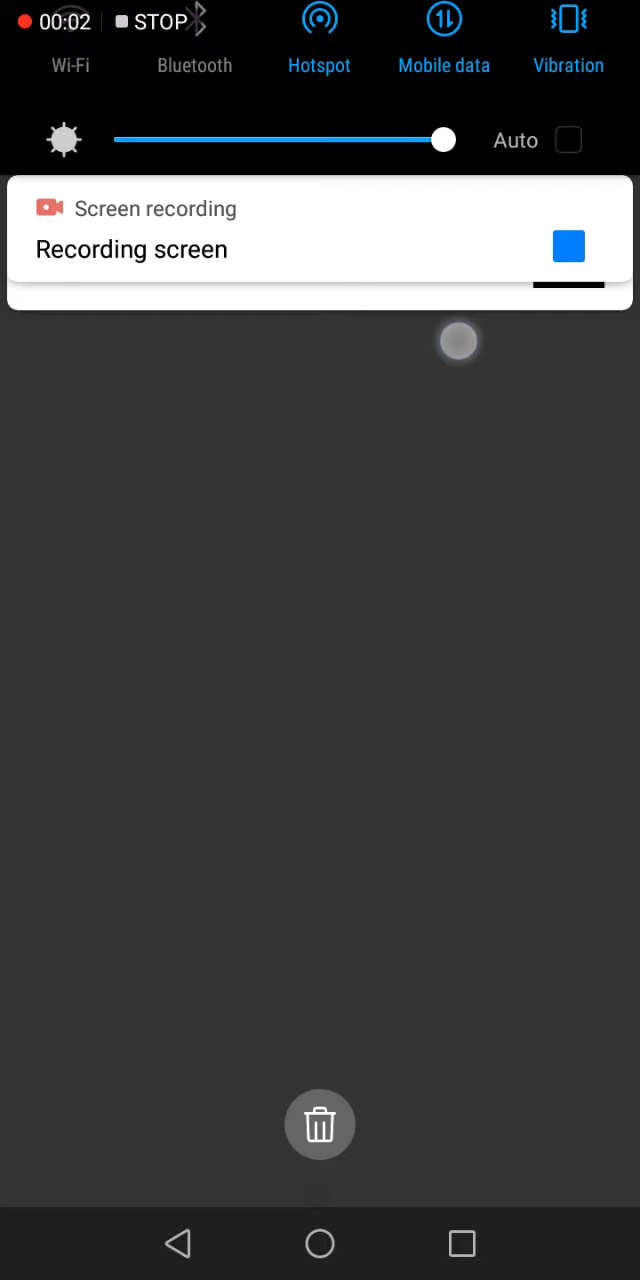 00:02 STOP
Wi-Fi Bluetooth Hotspot Mobile data Vibration
Auto
Screen recording
Recording screen